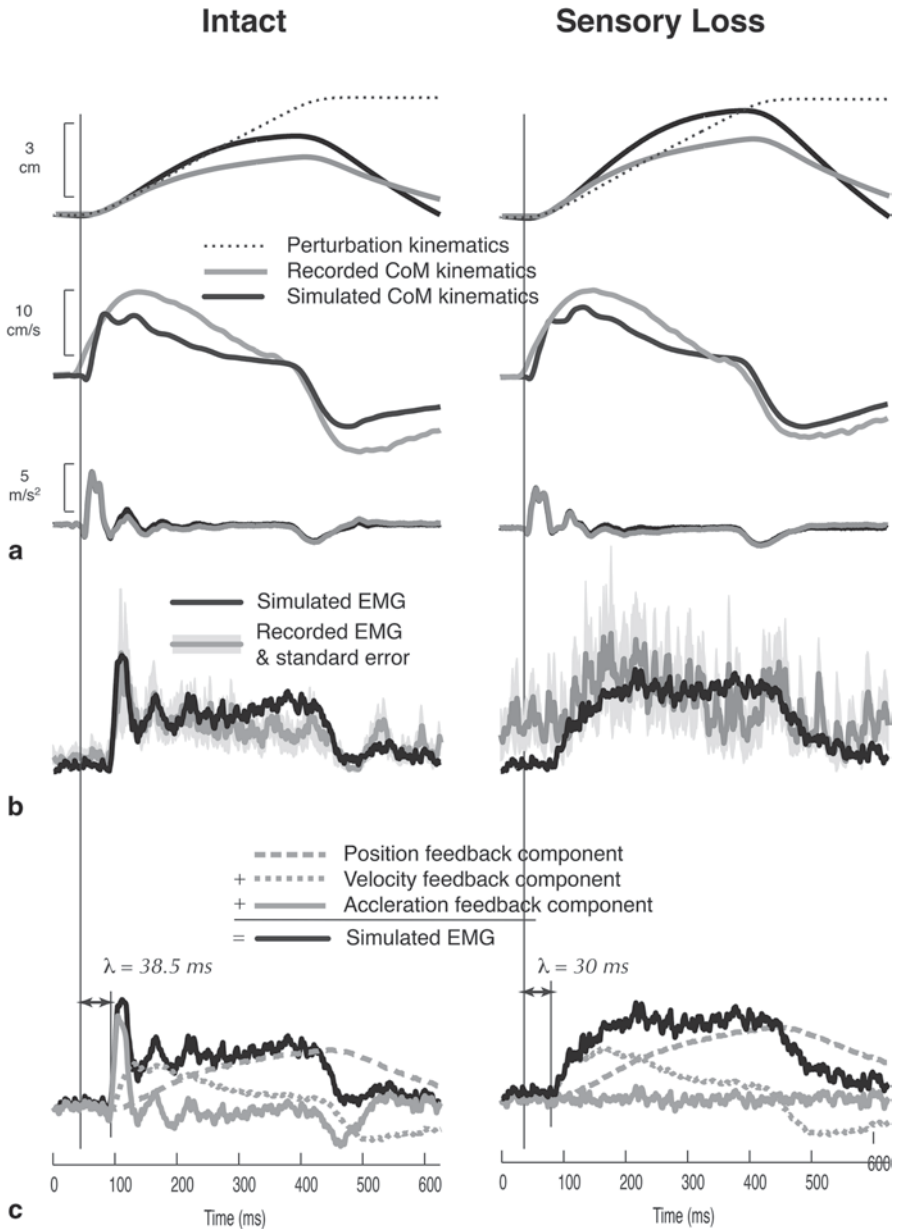 Intact
Sensory Loss
3
cm
Perturbation kinematics
Recorded CoM kinematics
Simulated CoM kinematics
10
cm/s
5
m/s²
a
Simulated EMG
Recorded EMG
& standard error
b
Position feedback component
+ Velocity feedback component
+ Accleration feedback component
= Simulated EMG
λ = 38.5 ms
λ = 30 ms
0 100 200 300 400 500 600
0 100 200 300 400 500 600
Time (ms)
Time (ms)
c